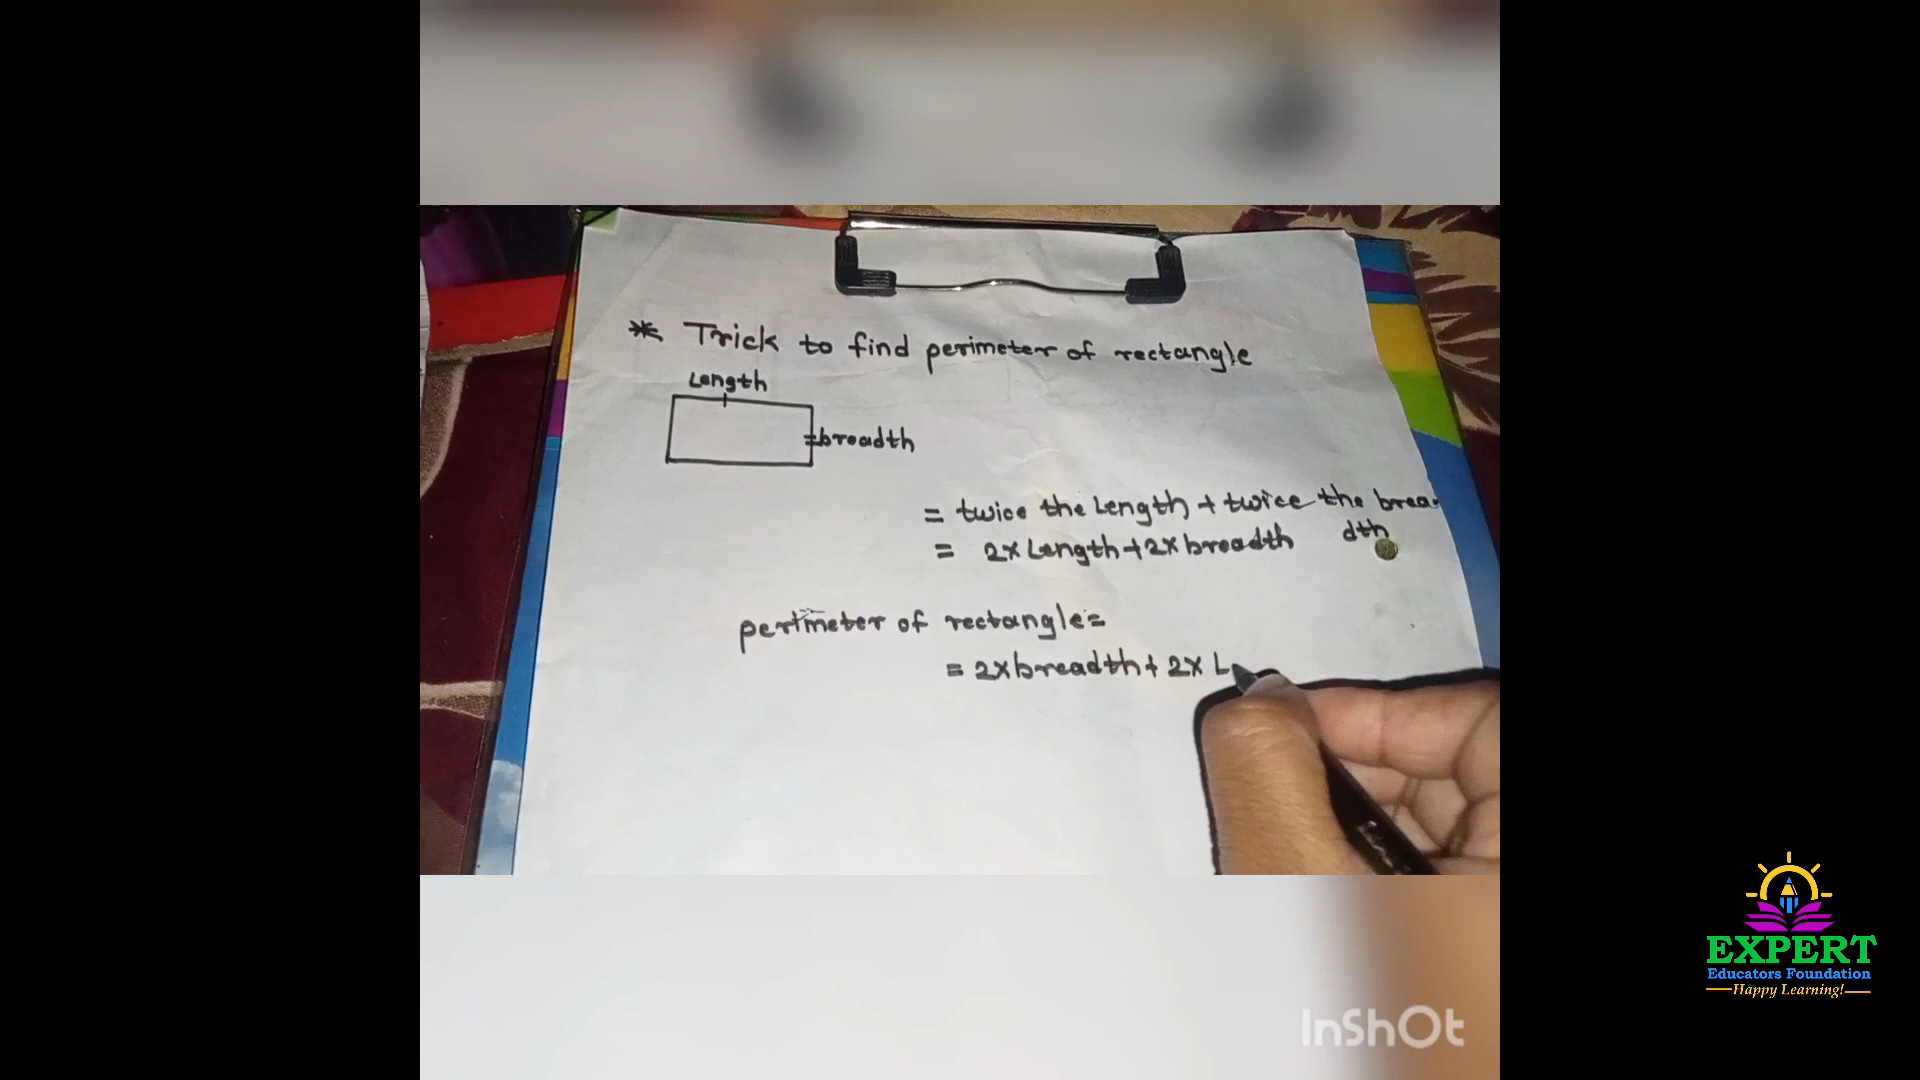 * Trick to find perimeter of rectangle
Length
=breadth
= twice the Length + twice the brea-
dth
= 2x Length + 2x breadth
perimeter of rectangle=
= 2x breadth + 2x L
EXPERT
Educators Foundation
Happy Learning!
InShOt